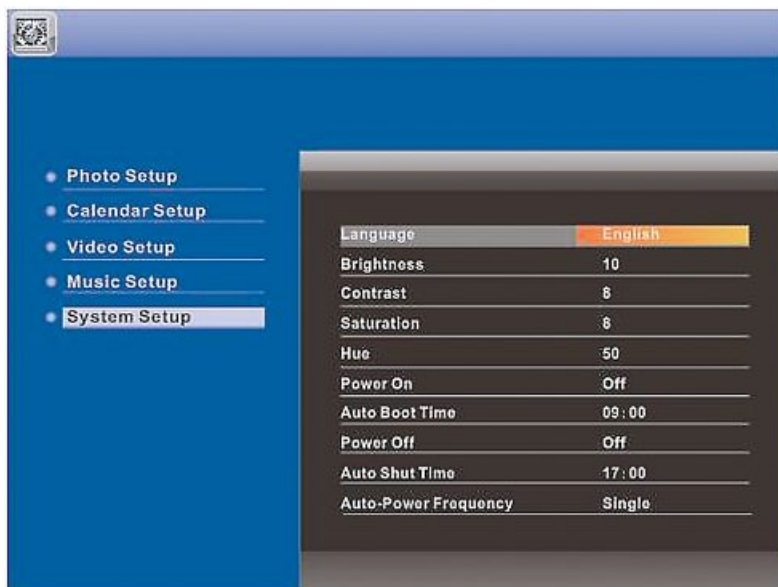 Photo Setup
Calendar Setup
Video Setup
Music Setup
System Setup
Language English
Brightness 10
Contrast 8
Saturation 8
Hue 50
Power On Off
Auto Boot Time 09:00
Power Off Off
Auto Shut Time 17:00
Auto-Power Frequency Single